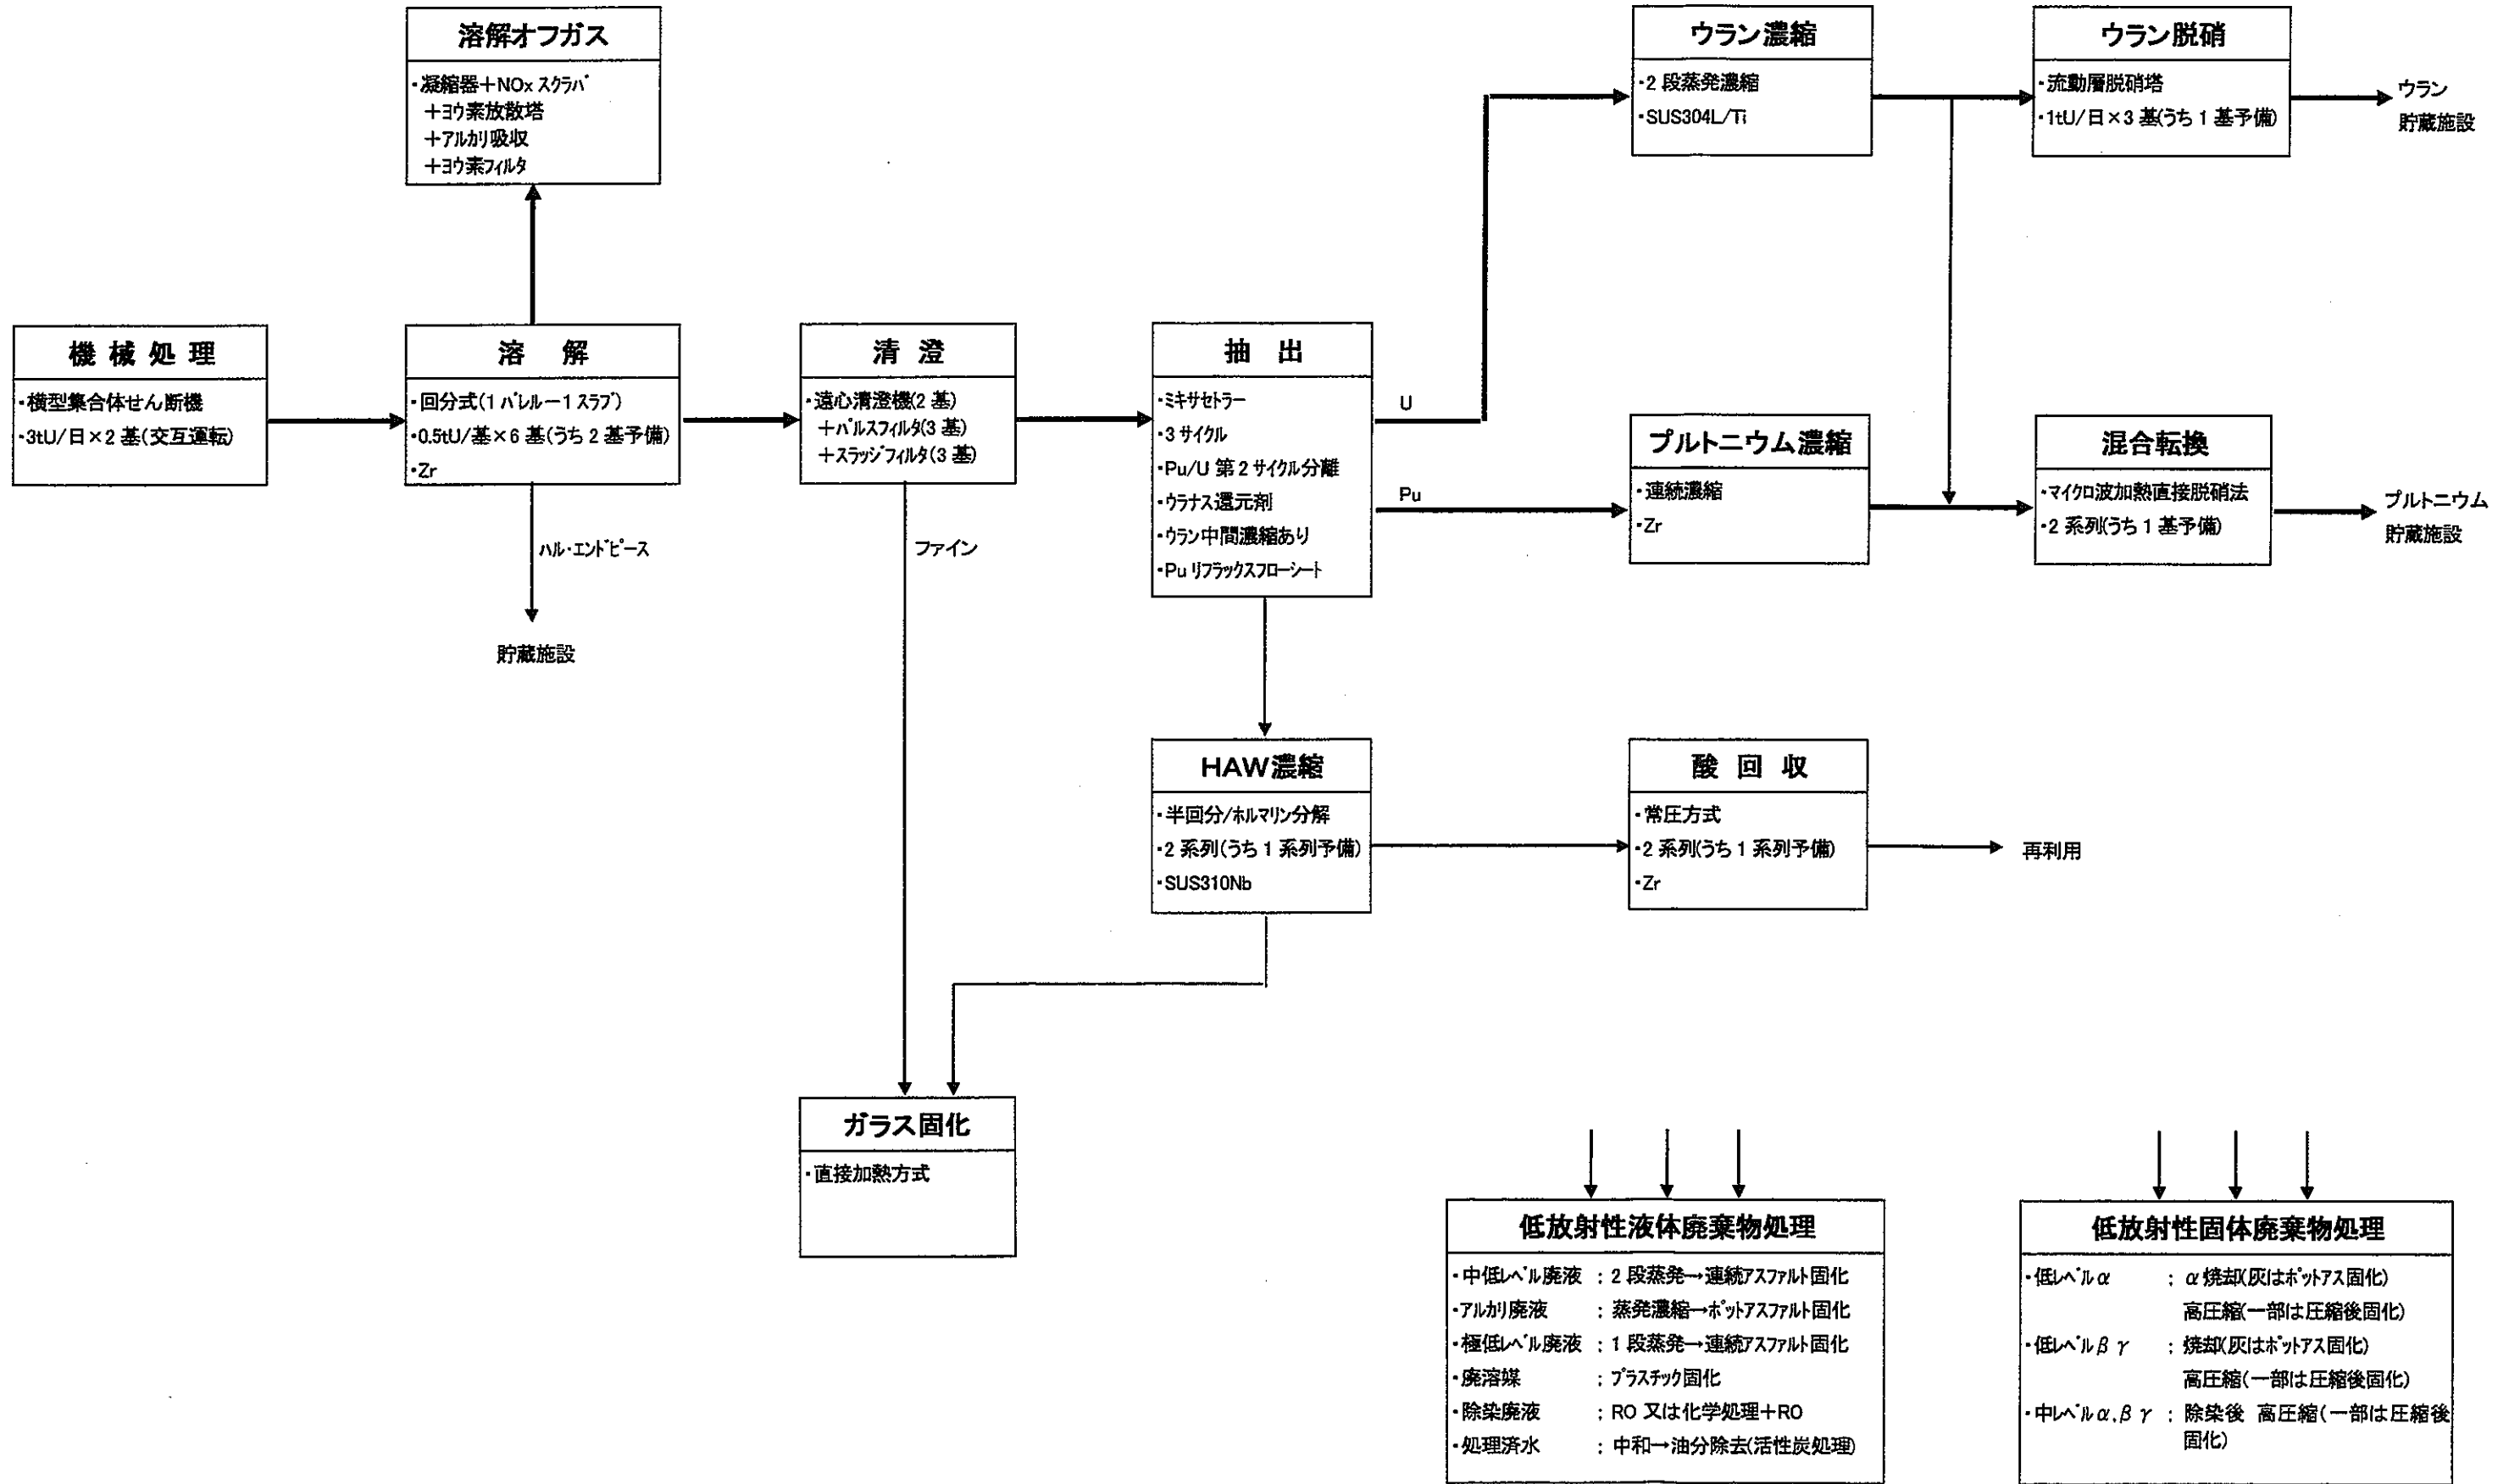 溶解オフガス
・凝縮器＋NOx スクラバ
＋ヨウ素放散塔
＋アルカリ吸収
＋ヨウ素フィルタ
ウラン濃縮
・2 段蒸発濃縮
・SUS304L/Ti
ウラン脱硝
・流動層脱硝塔
・1tU/日×3 基(うち 1 基予備)
ウラン
貯蔵施設
機 械 処 理
・横型集合体せん断機
・3tU/日×2 基(交互運転)
溶 解
・回分式(1 バレルー1 スラブ)
・0.5tU/基×6 基(うち 2 基予備)
・Zr
清 澄
・遠心清澄機(2 基)
＋パルスフィルタ(3 基)
＋スラッジフィルタ(3 基)
抽 出
・ミキサセトラー
・3 サイクル
・Pu/U 第 2 サイクル分離
・ウラナス還元剤
・ウラン中間濃縮あり
・Pu リフラックスフローシート
U
Pu
プルトニウム濃縮
・連続濃縮
・Zr
混合転換
・マイクロ波加熱直接脱硝法
・2 系列(うち 1 基予備)
プルトニウム
貯蔵施設
ハル・エンドピース
貯蔵施設
ファイン
HAW濃縮
・半回分/ホルマリン分解
・2 系列(うち 1 系列予備)
・SUS310Nb
酸 回 収
・常圧方式
・2 系列(うち 1 系列予備)
・Zr
再利用
ガラス固化
・直接加熱方式
低放射性液体廃棄物処理
・中低レベル廃液 : 2 段蒸発→連続アスファルト固化
・アルカリ廃液 : 蒸発濃縮→ポットアスファルト固化
・極低レベル廃液 : 1 段蒸発→連続アスファルト固化
・廃溶媒 : プラスチック固化
・除染廃液 : RO 又は化学処理＋RO
・処理済水 : 中和→油分除去(活性炭処理)
低放射性固体廃棄物処理
・低レベルα : α焼却(灰はポットアス固化)
高圧縮(一部は圧縮後固化)
・低レベルβγ : 焼却(灰はポットアス固化)
高圧縮(一部は圧縮後固化)
・中レベルα,βγ : 除染後 高圧縮(一部は圧縮後
固化)